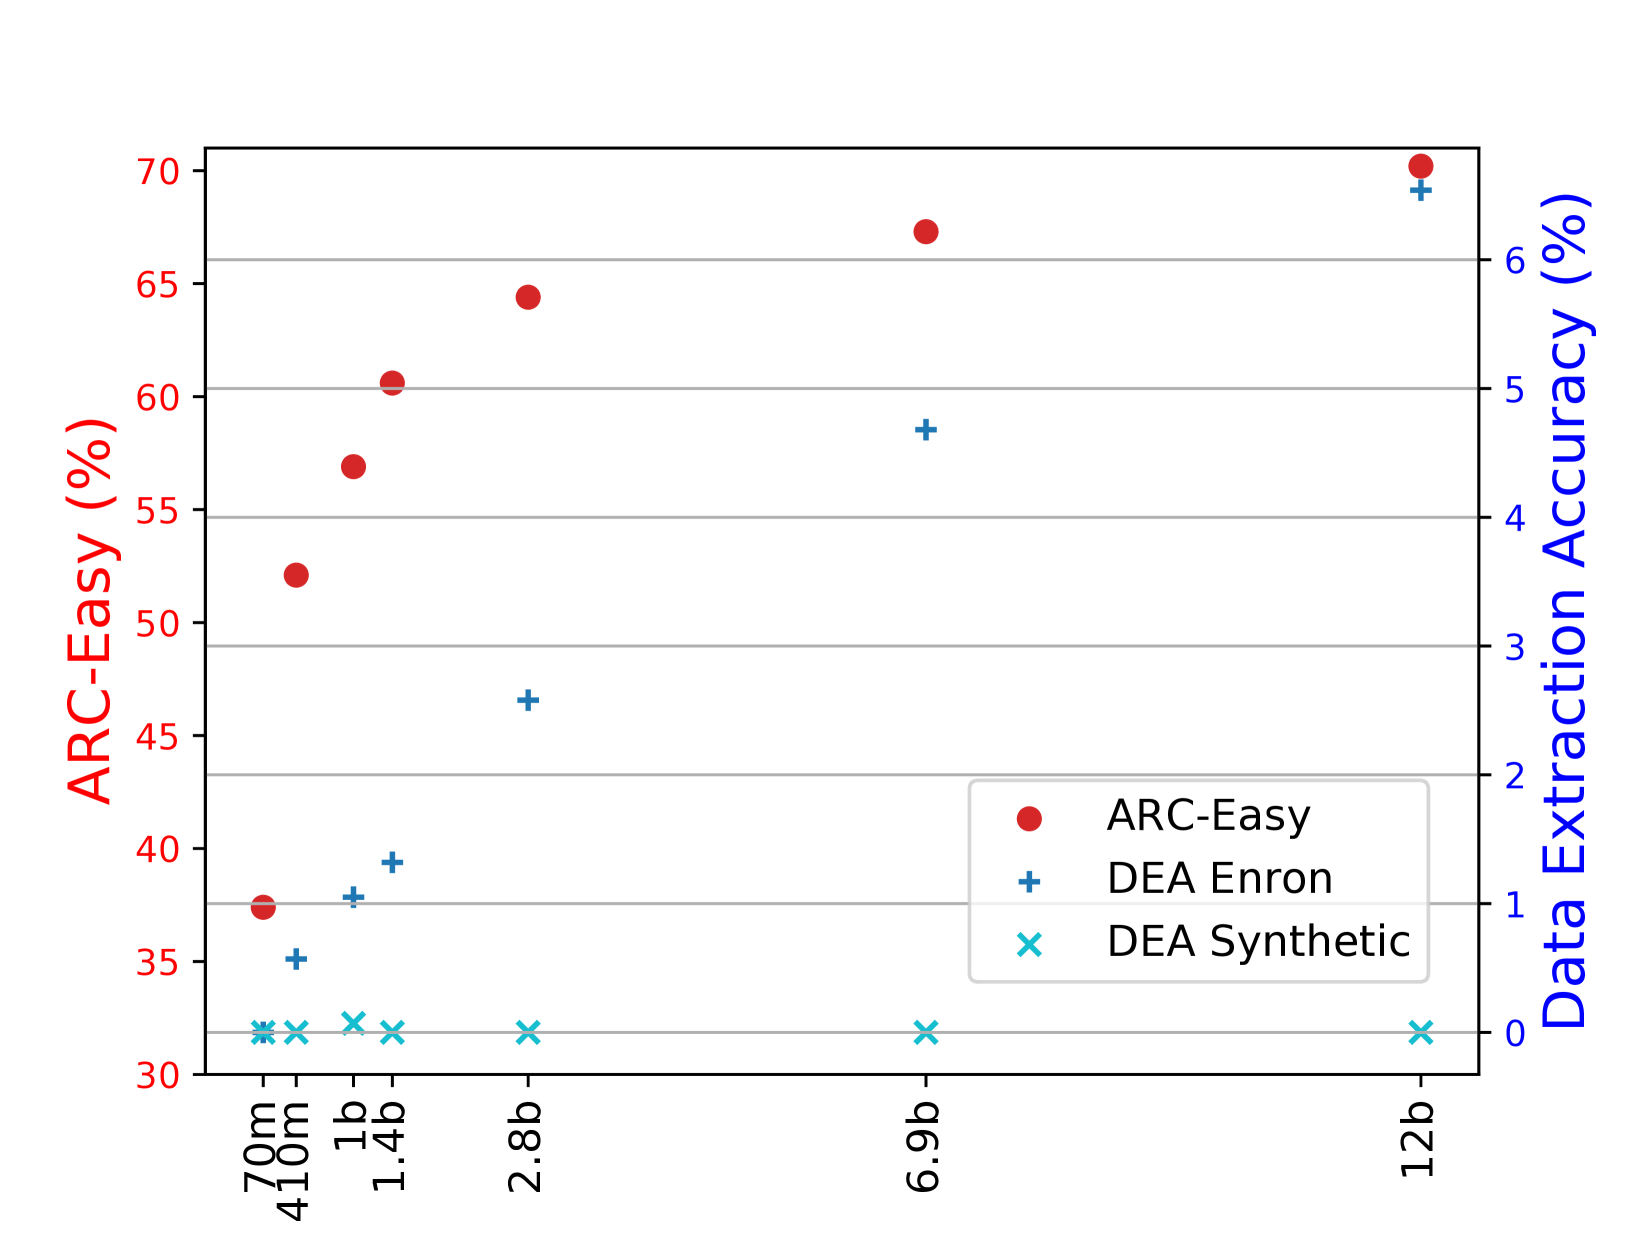 ARC-Easy (%)
70
65
60
55
50
45
40
35
30
Data Extraction Accuracy (%)
6
5
4
3
2
1
0
ARC-Easy
DEA Enron
DEA Synthetic
70m
410m
1b
1.4b
2.8b
6.9b
12b